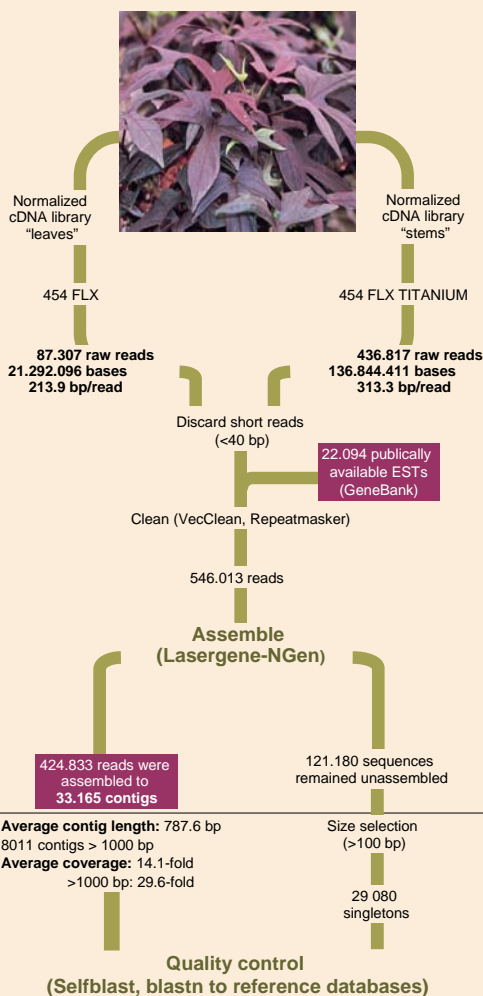 Normalized
cDNA library
“leaves”
Normalized
cDNA library
“stems”
454 FLX
454 FLX TITANIUM
87.307 raw reads
21.292.096 bases
213.9 bp/read
436.817 raw reads
136.844.411 bases
313.3 bp/read
Discard short reads
(<40 bp)
22.094 publically
available ESTs
(GeneBank)
Clean (VecClean, Repeatmasker)
546.013 reads
Assemble
(Lasergene-NGen)
424.833 reads were
assembled to
33.165 contigs
121.180 sequences
remained unassembled
Average contig length: 787.6 bp
8011 contigs > 1000 bp
Average coverage: 14.1-fold
>1000 bp: 29.6-fold
Size selection
(>100 bp)
29 080
singletons
Quality control
(Selfblast, blastn to reference databases)